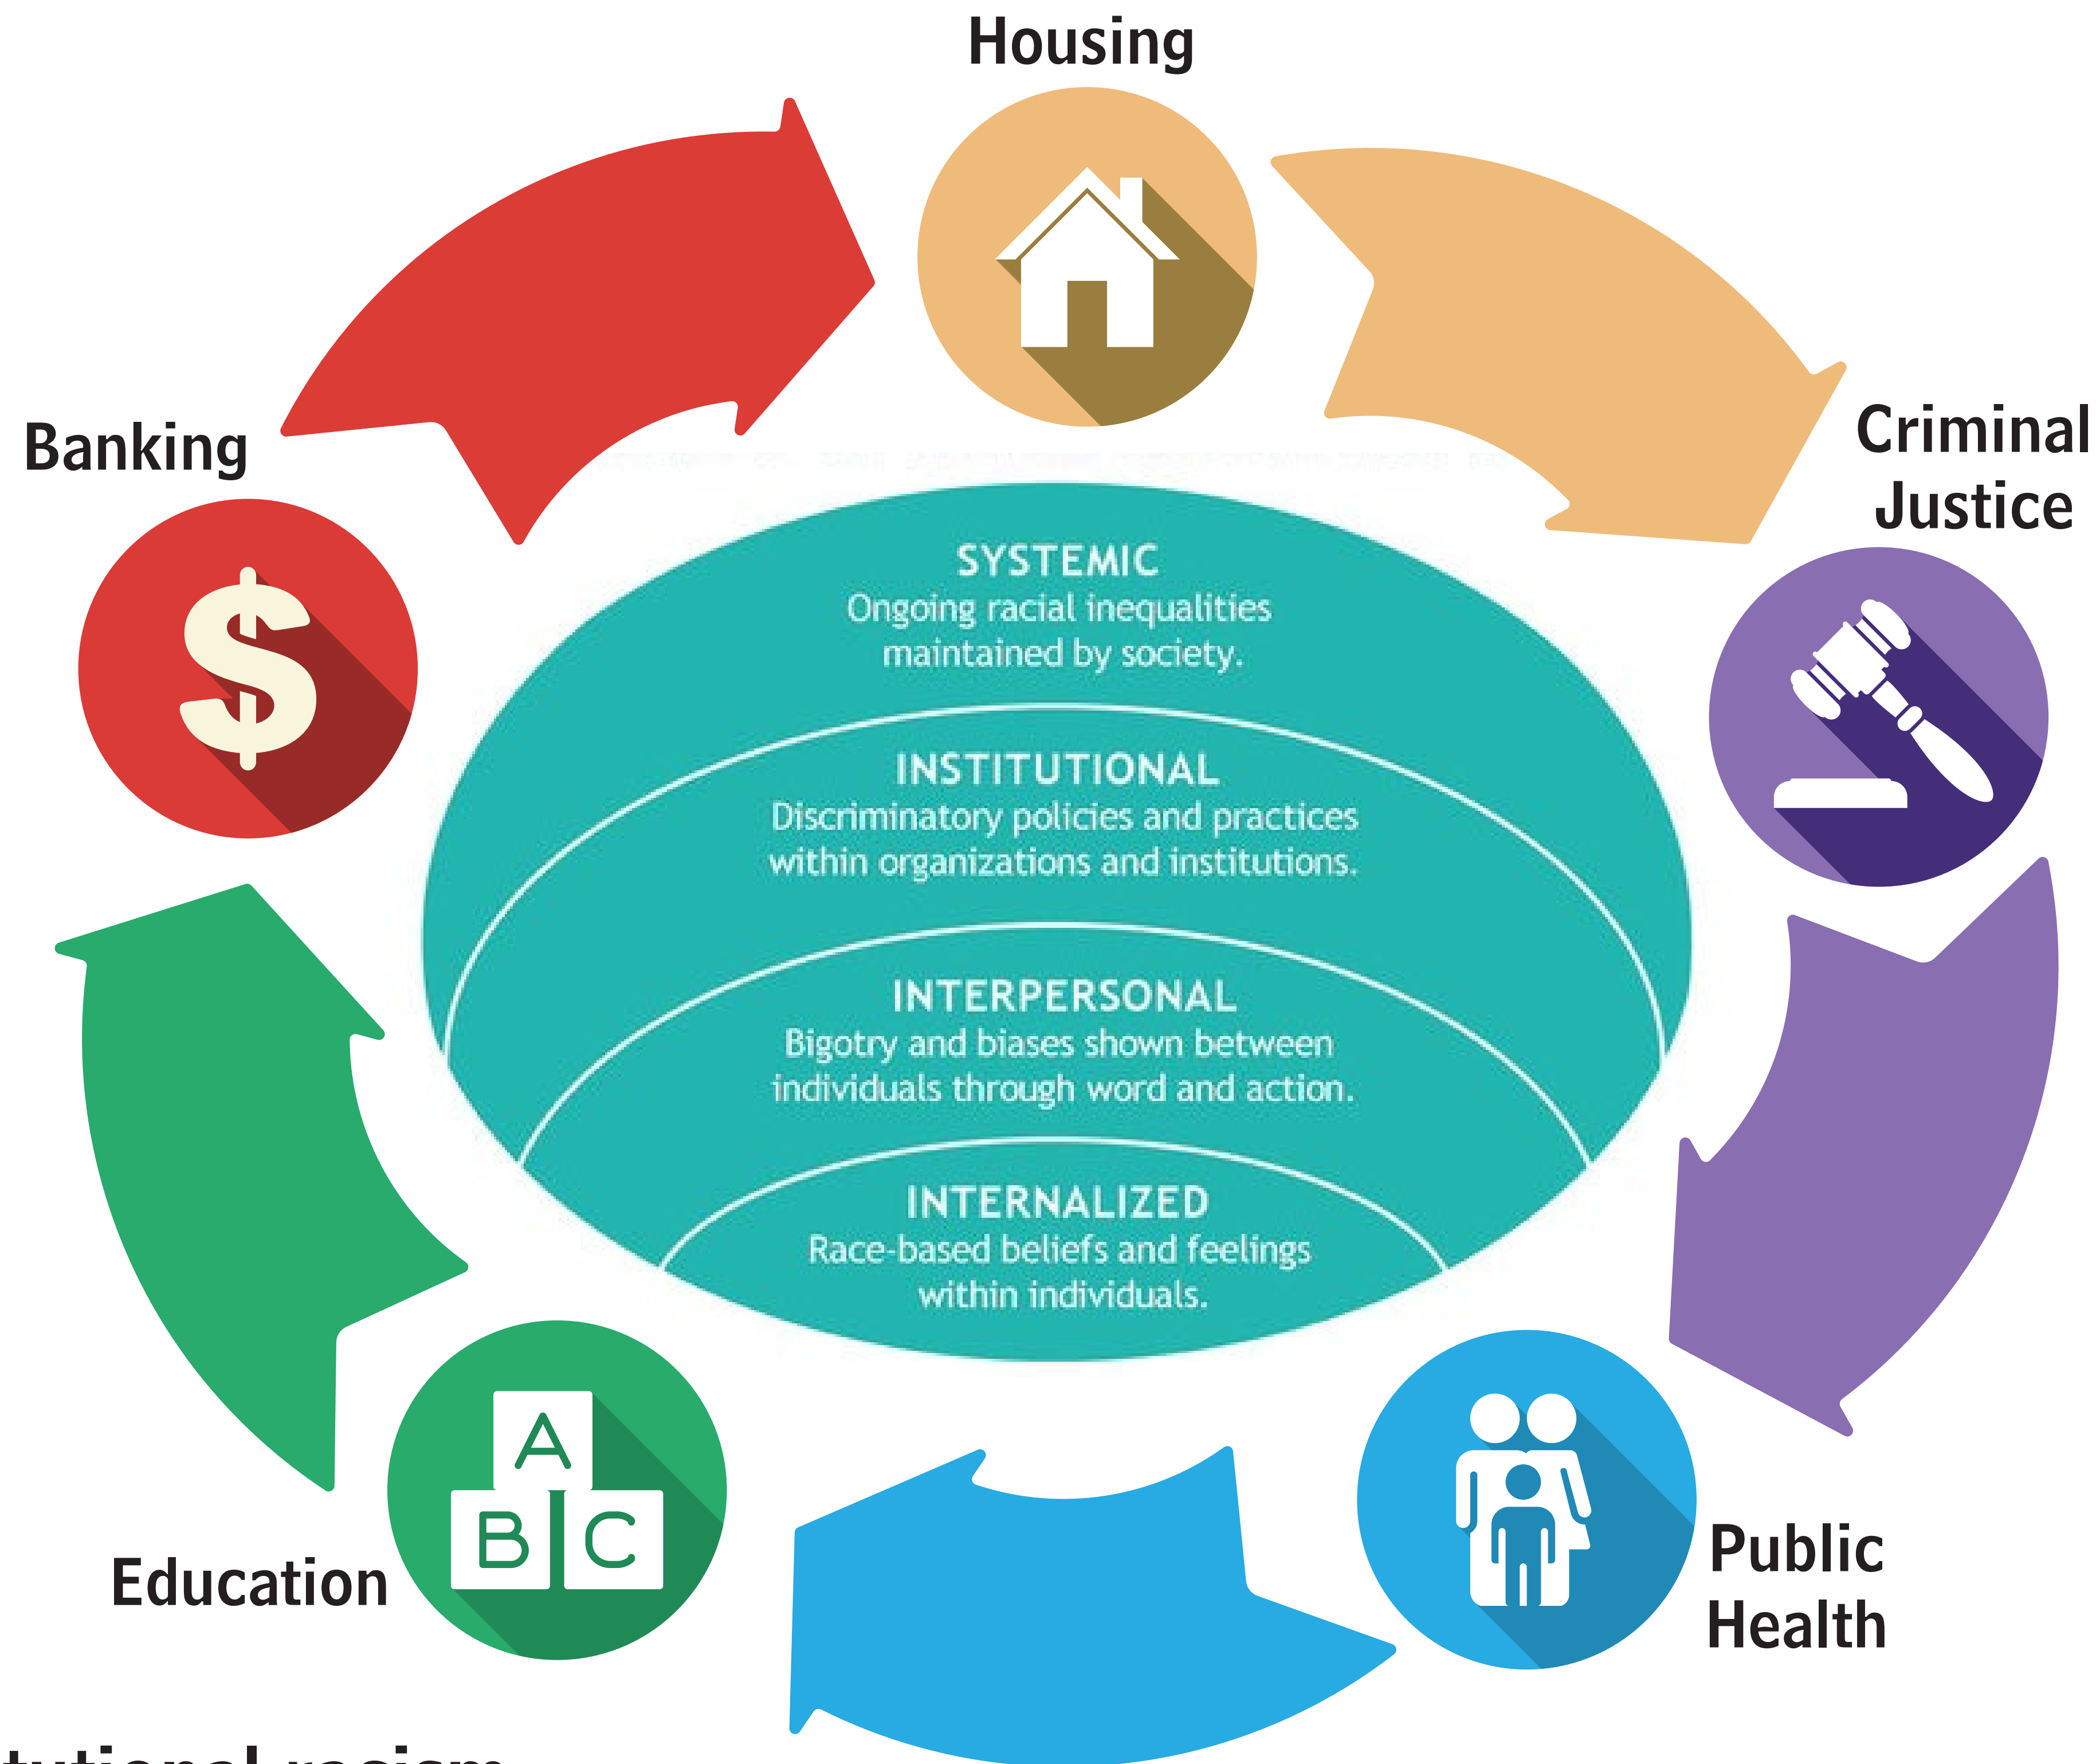 Housing
Banking
Criminal
Justice
SYSTEMIC
Ongoing racial inequalities
maintained by society.
INSTITUTIONAL
Discriminatory policies and practices
within organizations and institutions.
INTERPERSONAL
Bigotry and biases shown between
individuals through word and action.
INTERNALIZED
Race-based beliefs and feelings
within individuals.
A
B C
Education
Public
Health
tutional racism